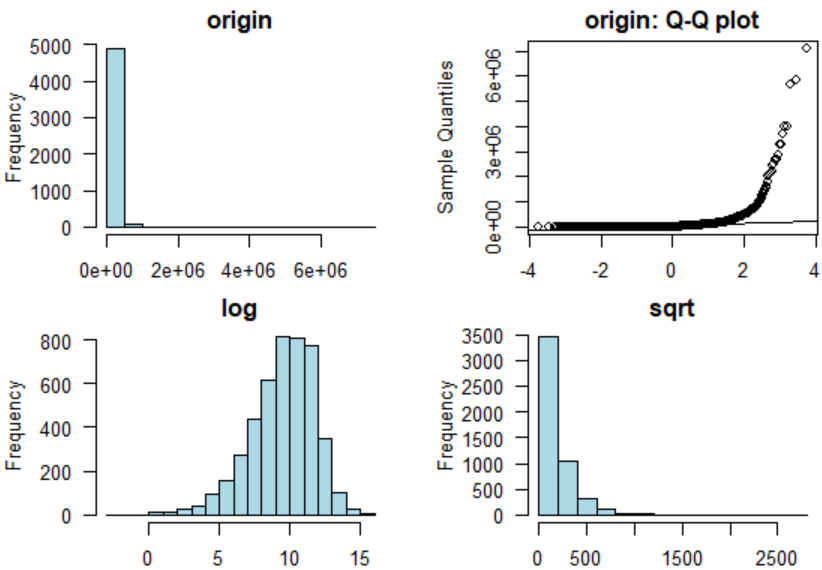 origin
Frequency
5000
4000
3000
2000
1000
0
0e+00 2e+06 4e+06 6e+06
origin: Q-Q plot
Sample Quantiles
6e+06
3e+06
0e+00
-4 -2 0 2 4
log
Frequency
800
600
400
200
0
0 5 10 15
sqrt
Frequency
3500
3000
2500
2000
1500
1000
500
0
0 500 1500 2500